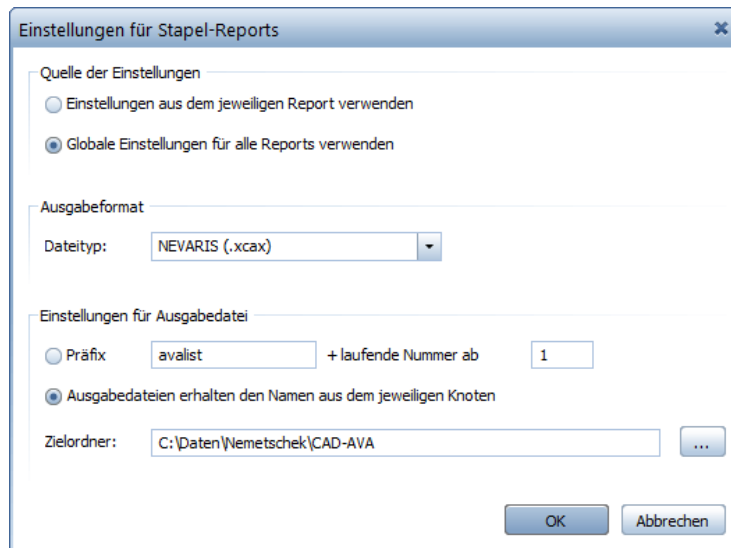 Einstellungen für Stapel-Reports
Quelle der Einstellungen
Einstellungen aus dem jeweiligen Report verwenden
Globale Einstellungen für alle Reports verwenden
Ausgabeformat
Dateityp: NEVARIS (.xcax)
Einstellungen für Ausgabedatei
Präfix avalist + laufende Nummer ab 1
Ausgabedateien erhalten den Namen aus dem jeweiligen Knoten
Zielordner: C:\Daten\Nemetschek\CAD-AVA ...
OK Abbrechen